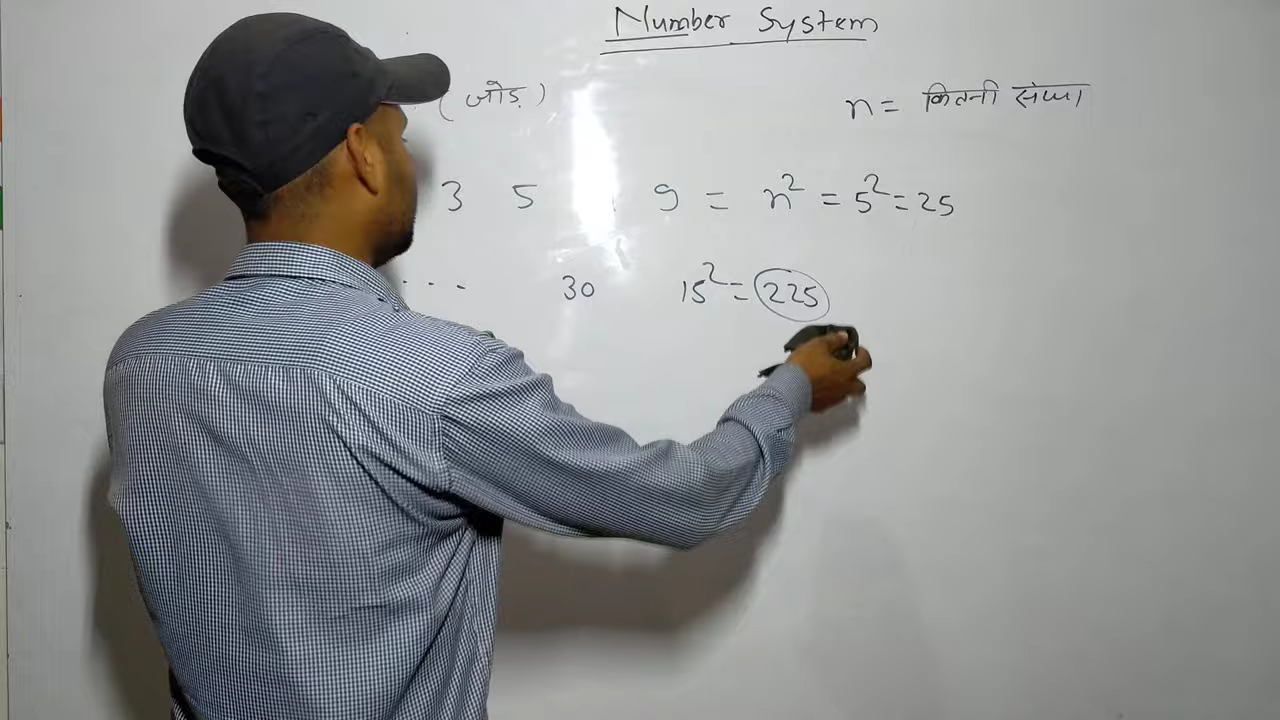 Number System
( जोड़ )
n = कितनी संख्या
3 5 9 = n² = 5² = 25
... 30 15² = 225